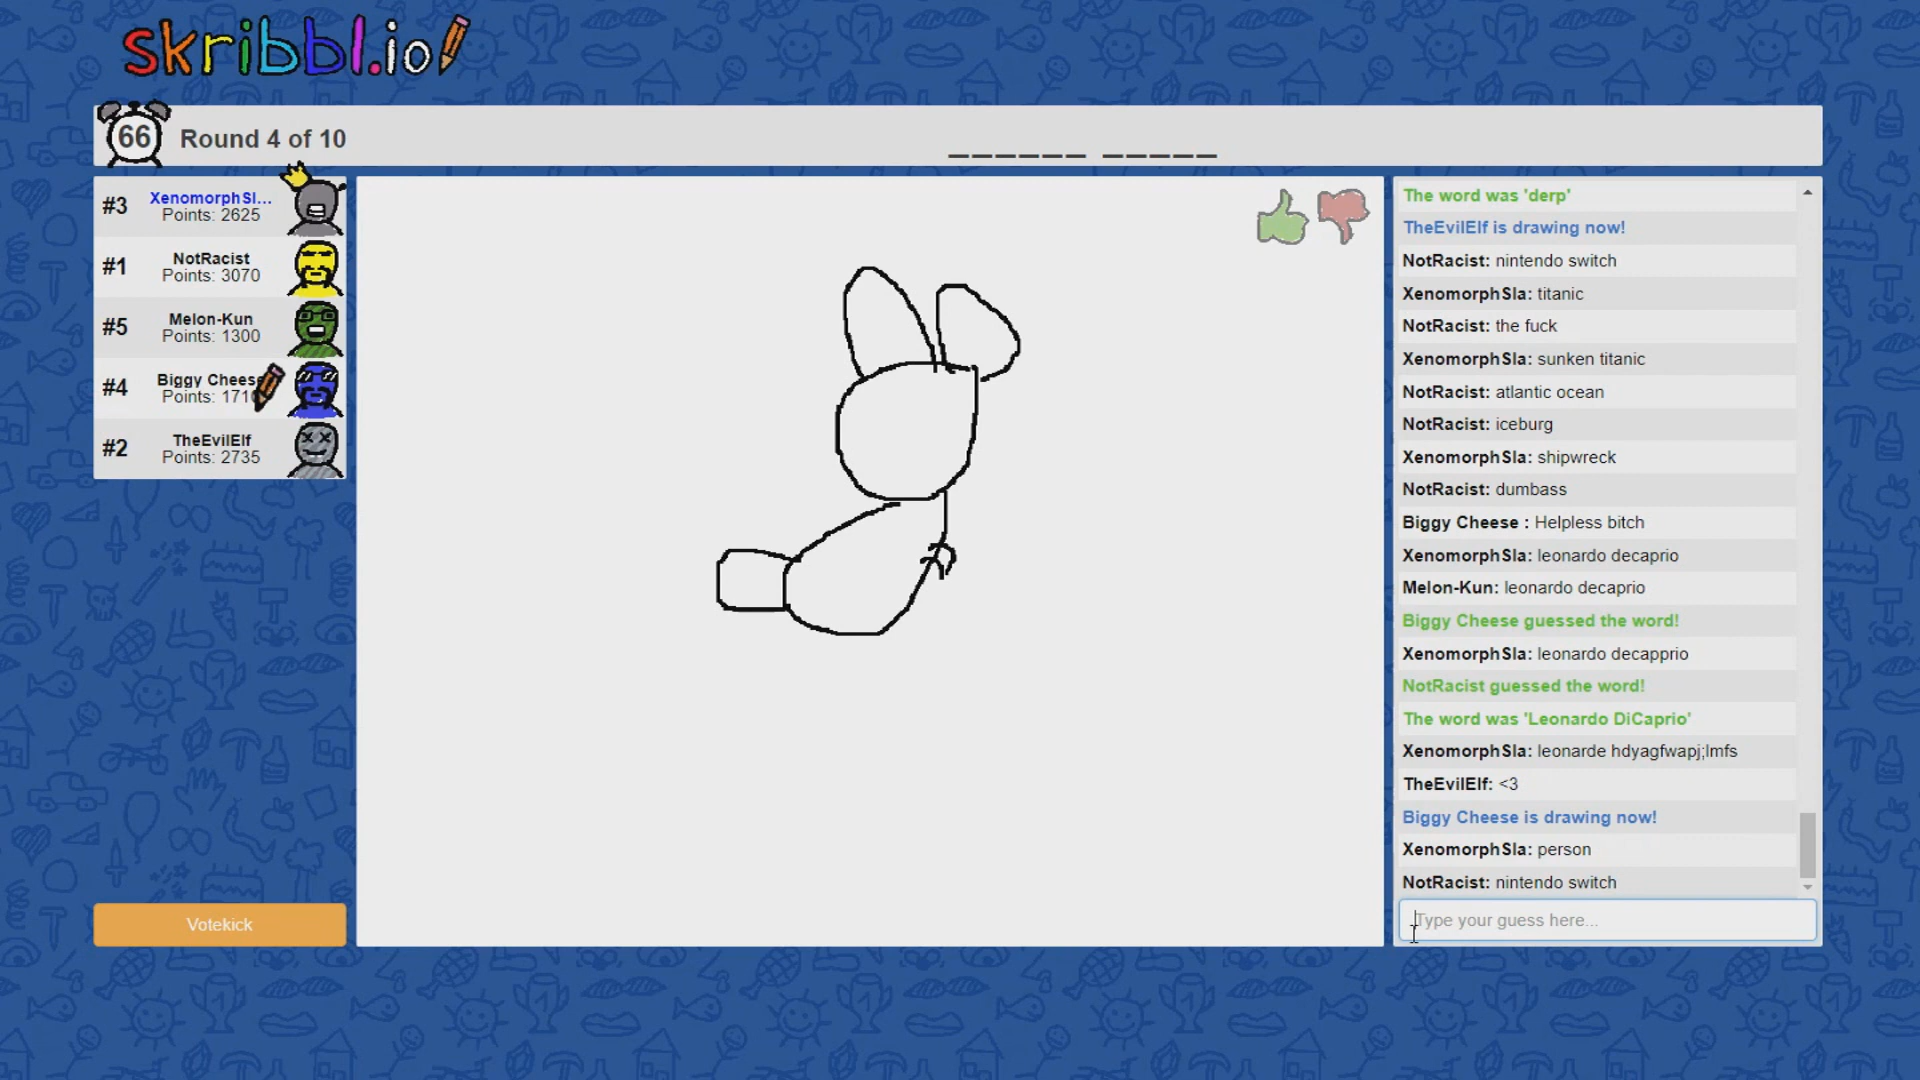 skribbl.io
66
Round 4 of 10
______ _____
#3
XenomorphSl...
Points: 2625
#1
NotRacist
Points: 3070
#5
Melon-Kun
Points: 1300
#4
Biggy Cheese
Points: 1710
#2
TheEvilElf
Points: 2735
Votekick
The word was 'derp'
TheEvilElf is drawing now!
NotRacist: nintendo switch
XenomorphSla: titanic
NotRacist: the fuck
XenomorphSla: sunken titanic
NotRacist: atlantic ocean
NotRacist: iceburg
XenomorphSla: shipwreck
NotRacist: dumbass
Biggy Cheese : Helpless bitch
XenomorphSla: leonardo decaprio
Melon-Kun: leonardo decaprio
Biggy Cheese guessed the word!
XenomorphSla: leonardo decapprio
NotRacist guessed the word!
The word was 'Leonardo DiCaprio'
XenomorphSla: leonarde hdyagfwapj;lmfs
TheEvilElf: <3
Biggy Cheese is drawing now!
XenomorphSla: person
NotRacist: nintendo switch
Type your guess here...